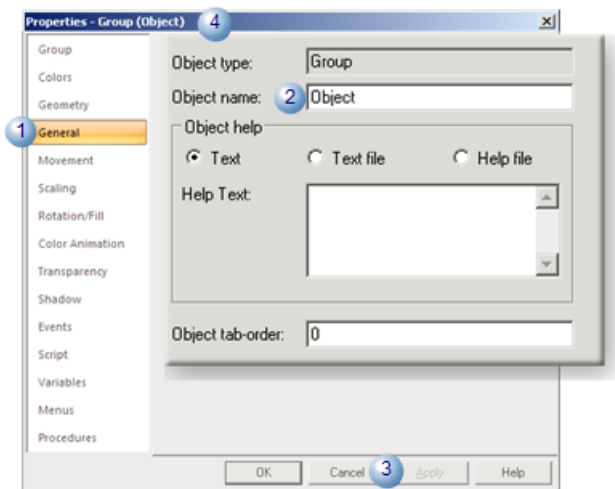 Properties - Group (Object) 4
Group
Colors
Geometry
1 General
Movement
Scaling
Rotation/Fill
Color Animation
Transparency
Shadow
Events
Script
Variables
Menus
Procedures
Object type: Group
Object name: 2 Object
Object help
Text Text file Help file
Help Text:
Object tab-order: 0
OK Cancel 3 Apply Help